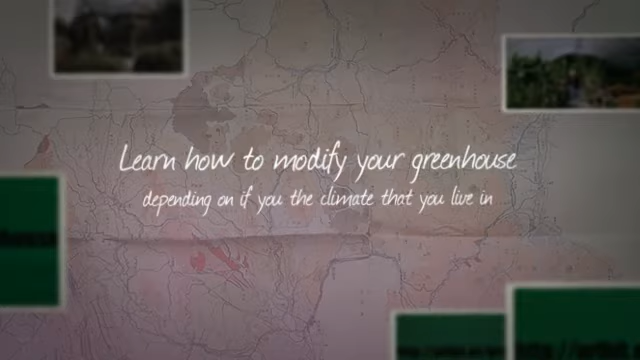 Learn how to modify your greenhouse
depending on if you the climate that you live in